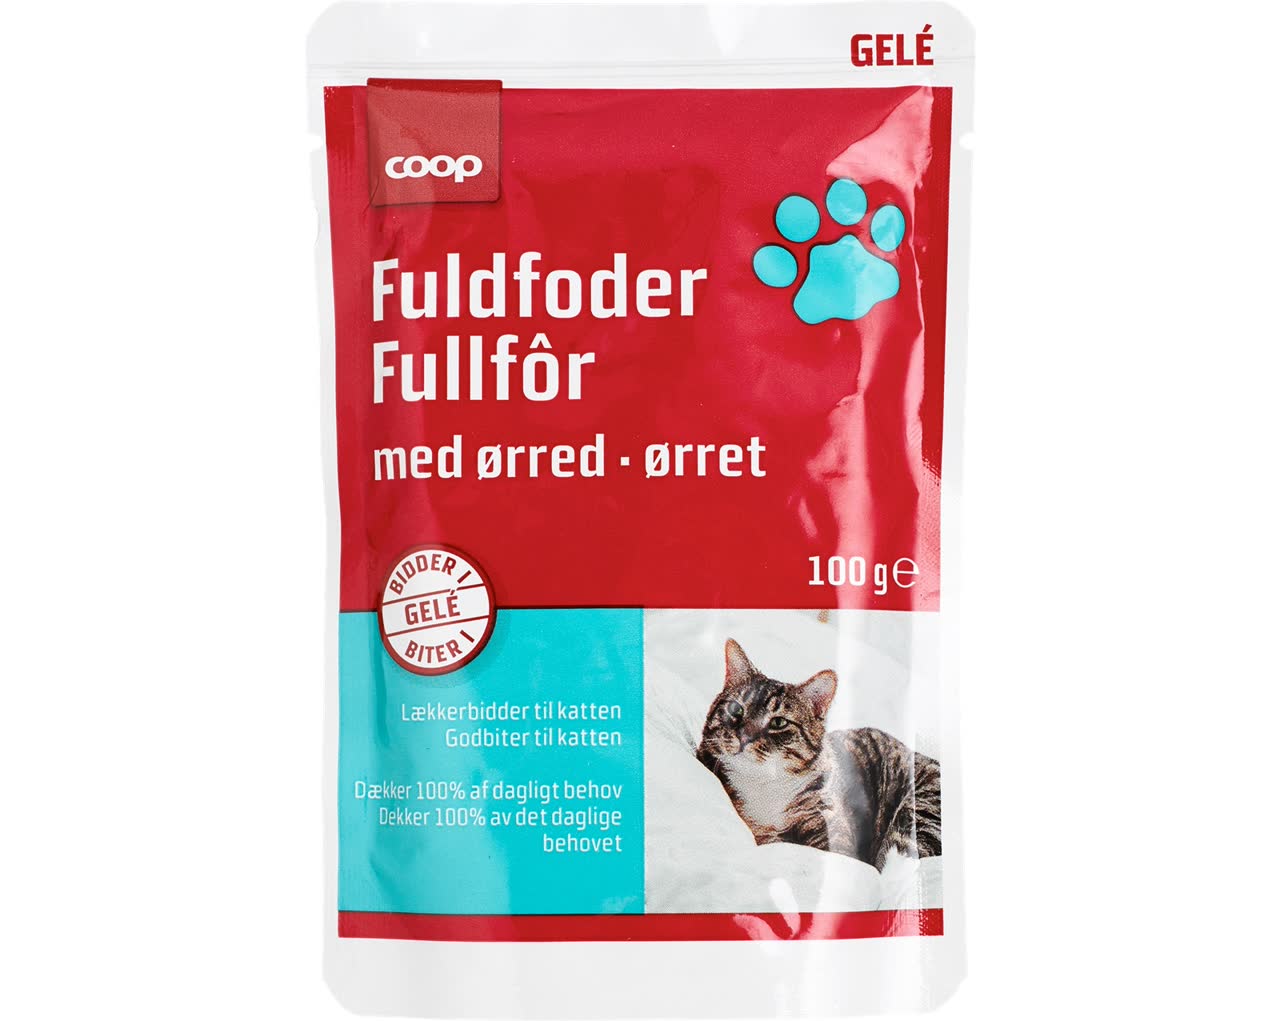 GELÉ
coop
Fuldfoder
Fullfôr
med ørred · ørret
100 g ℮
BIDDER I
GELÉ
BITER I
Lækkerbidder til katten
Godbiter til katten
Dækker 100% af dagligt behov
Dekker 100% av det daglige
behovet